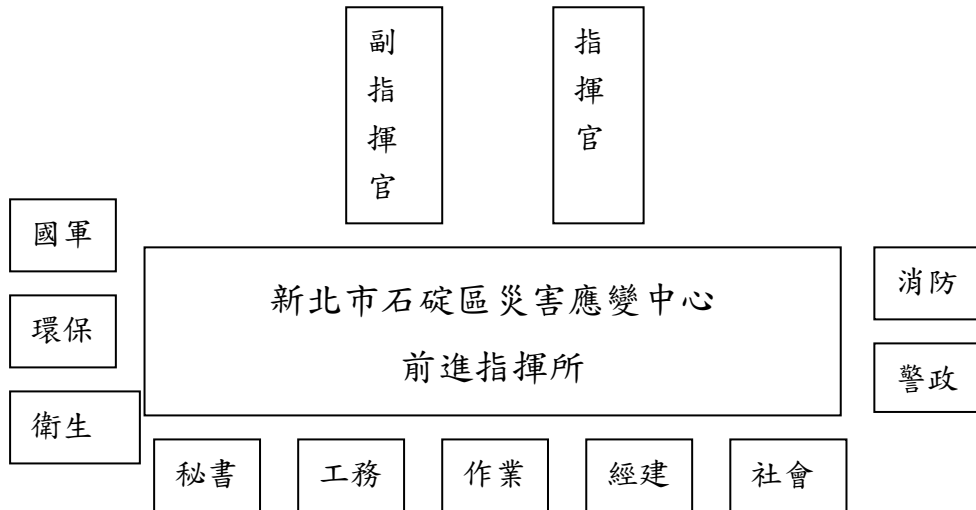 副指揮官
指揮官
國軍
環保
衛生
新北市石碇區災害應變中心
前進指揮所
消防
警政
秘書
工務
作業
經建
社會